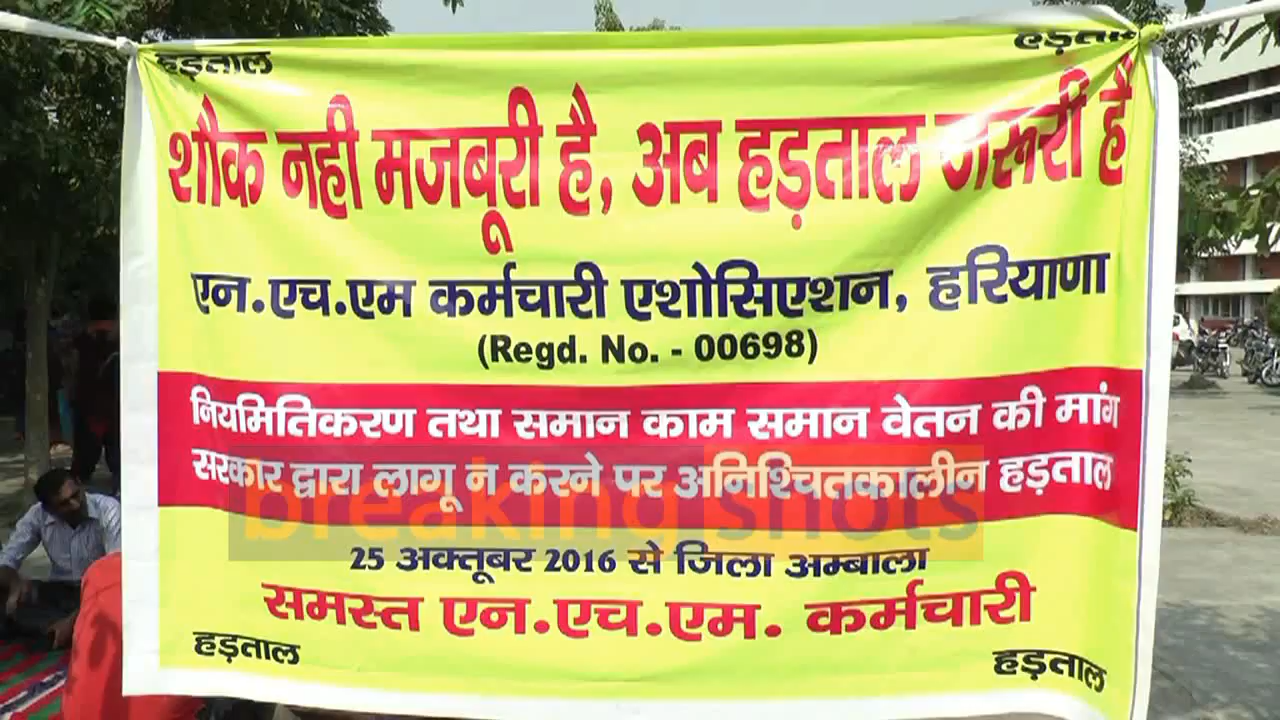 हड़ताल हड़ताल
शौक नही मजबूरी है, अब हड़ताल जरूरी है
एन.एच.एम कर्मचारी एशोसिएशन, हरियाणा
(Regd. No. - 00698)
नियमितिकरण तथा समान काम समान वेतन की मांग
सरकार द्वारा लागू न करने पर अनिश्चितकालीन हड़ताल
breaking shots
25 अक्तूबर 2016 से जिला अम्बाला
समस्त एन.एच.एम. कर्मचारी
हड़ताल हड़ताल